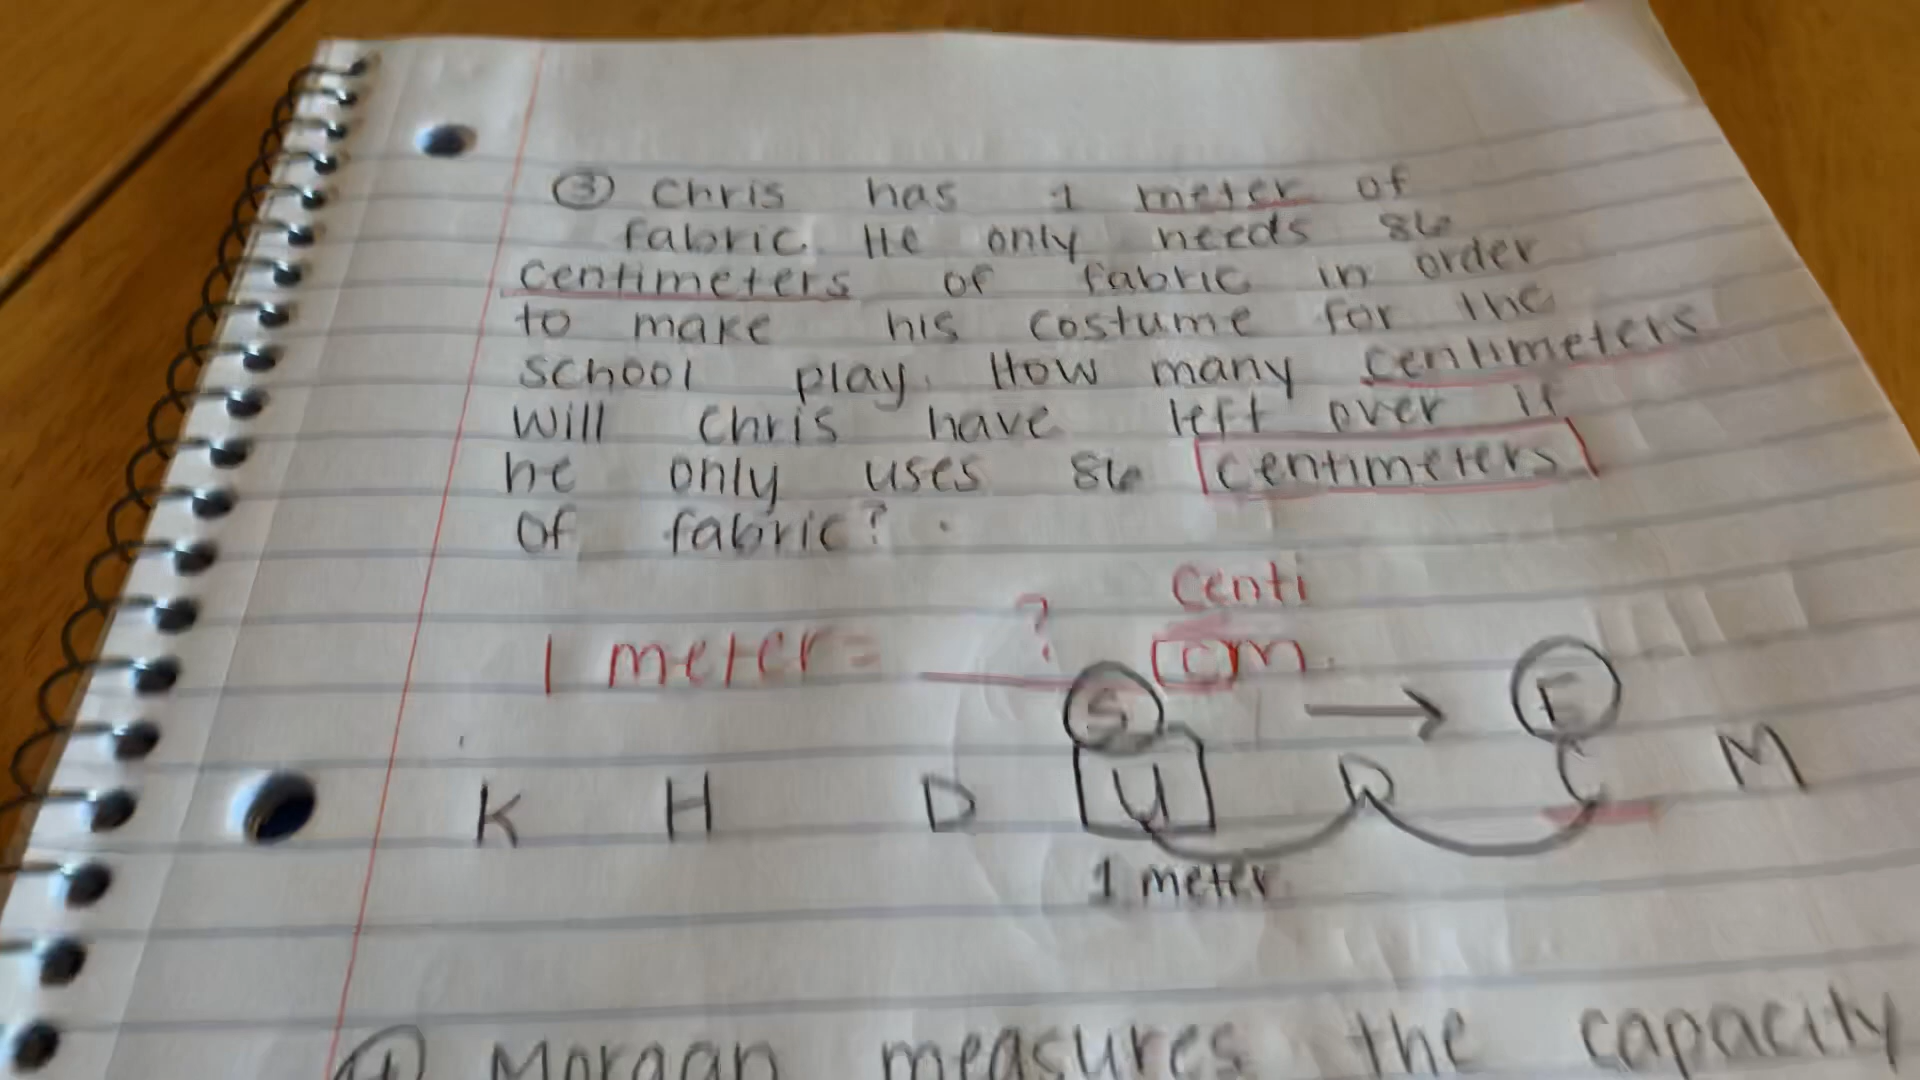 ③ Chris has 1 meter of
fabric. He only needs 86
centimeters of fabric in order
to make his costume for the
school play. How many centimeters
will Chris have left over if
he only uses 86 centimeters
of fabric?
centi
1 meter = ? cm
S → F
K H D U D C M
1 meter
④ Morgan measures the capacity